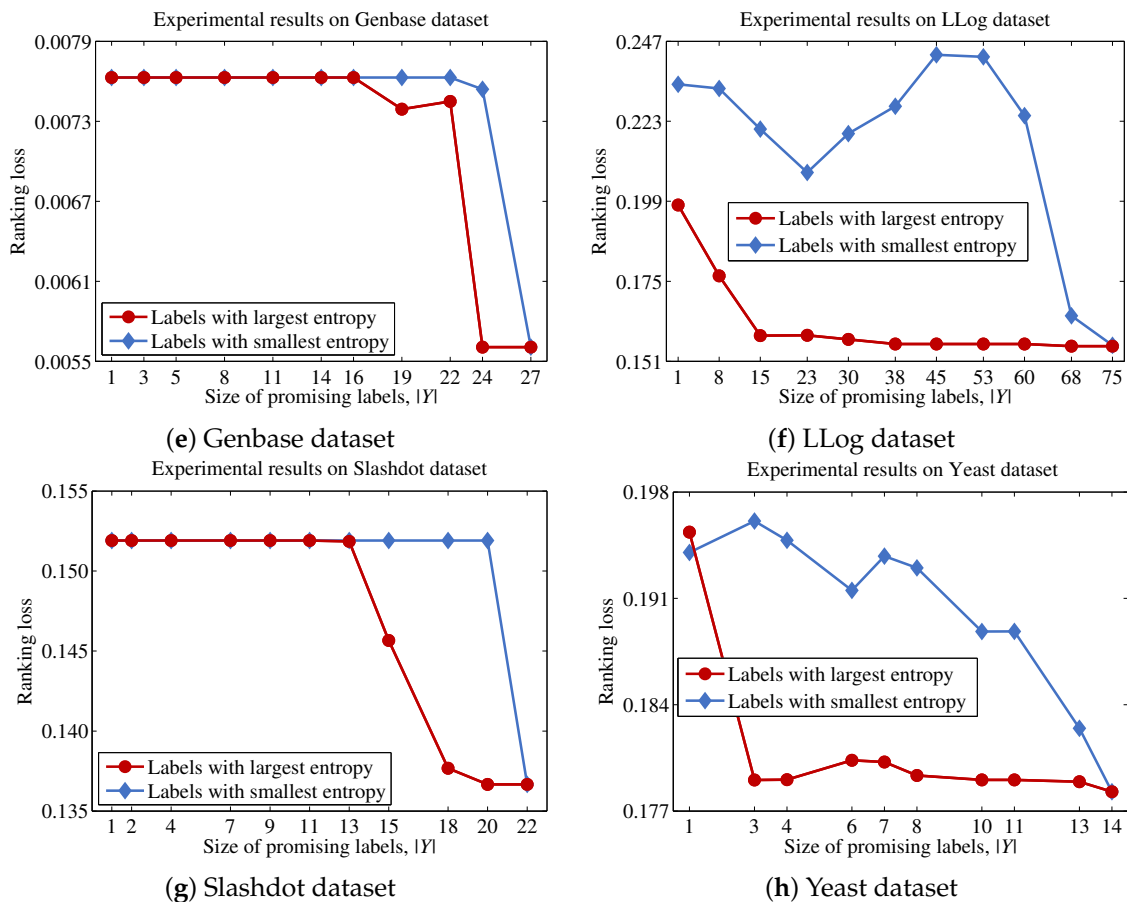 Experimental results on Genbase dataset
0.0079
0.0073
0.0067
0.0061
0.0055
Ranking loss
Labels with largest entropy
Labels with smallest entropy
1 3 5 8 11 14 16 19 22 24 27
Size of promising labels, |Y|
(e) Genbase dataset
Experimental results on LLog dataset
0.247
0.223
0.199
0.175
0.151
Ranking loss
Labels with largest entropy
Labels with smallest entropy
1 8 15 23 30 38 45 53 60 68 75
Size of promising labels, |Y|
(f) LLog dataset
Experimental results on Slashdot dataset
0.155
0.150
0.145
0.140
0.135
Ranking loss
Labels with largest entropy
Labels with smallest entropy
1 2 4 7 9 11 13 15 18 20 22
Size of promising labels, |Y|
(g) Slashdot dataset
Experimental results on Yeast dataset
0.198
0.191
0.184
0.177
Ranking loss
Labels with largest entropy
Labels with smallest entropy
1 3 4 6 7 8 10 11 13 14
Size of promising labels, |Y|
(h) Yeast dataset